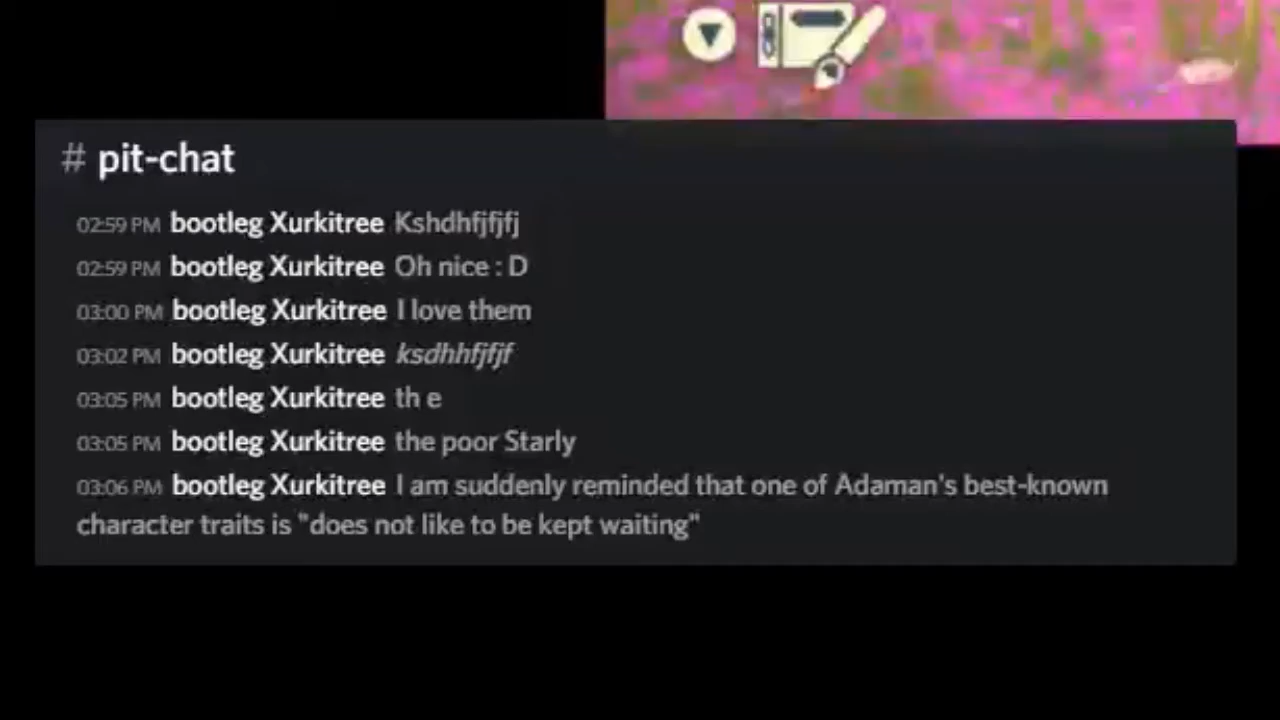 # pit-chat
02:59 PM bootleg Xurkitree Kshdhfjfjfj
02:59 PM bootleg Xurkitree Oh nice : D
03:00 PM bootleg Xurkitree I love them
03:02 PM bootleg Xurkitree ksdhhfjfjf
03:05 PM bootleg Xurkitree th e
03:05 PM bootleg Xurkitree the poor Starly
03:06 PM bootleg Xurkitree I am suddenly reminded that one of Adaman's best-known
character traits is "does not like to be kept waiting"